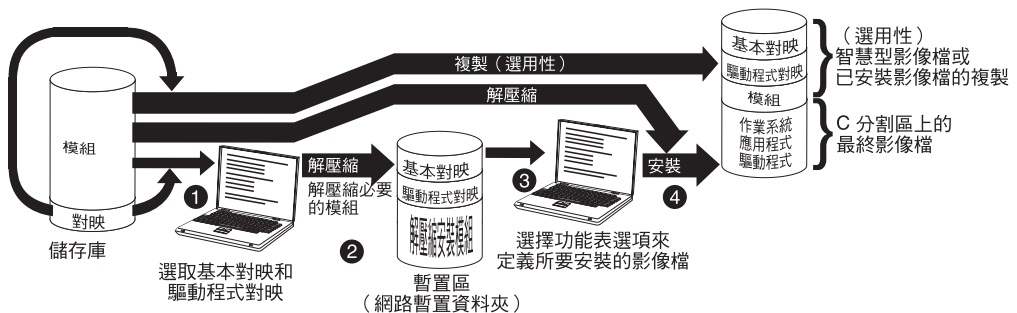 模組
對映
儲存庫
複製（選用性）
解壓縮
1
選取基本對映和
驅動程式對映
解壓縮
解壓縮必要
的模組
2
基本對映
驅動程式對映
解壓縮安裝模組
暫置區
（網路暫置資料夾）
3
選擇功能表選項來
定義所要安裝的影像檔
安裝
4
基本對映
驅動程式對映
模組
作業系統
應用程式
驅動程式
（選用性）
智慧型影像檔或
已安裝影像檔的複製
C 分割區上的
最終影像檔